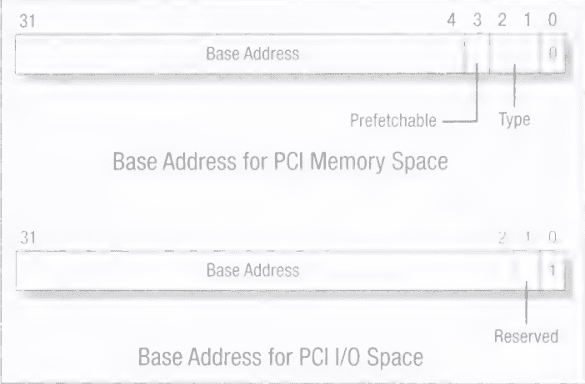 31 4 3 2 1 0
Base Address 0
Prefetchable Type
Base Address for PCI Memory Space
31 2 1 0
Base Address 1
Reserved
Base Address for PCI I/O Space